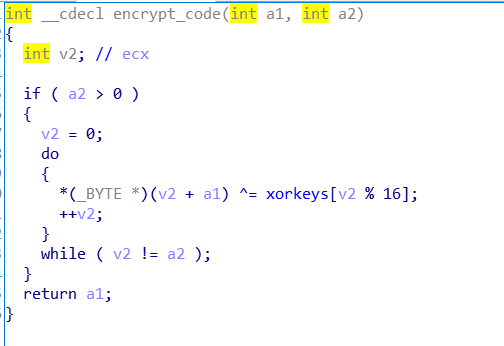 int __cdecl encrypt_code(int a1, int a2)
{
  int v2; // ecx

  if ( a2 > 0 )
  {
    v2 = 0;
    do
    {
      *(_BYTE *)(v2 + a1) ^= xorkeys[v2 % 16];
      ++v2;
    }
    while ( v2 != a2 );
  }
  return a1;
}